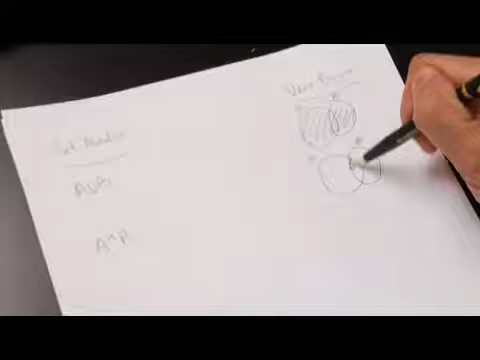 Set Notation
Venn Diagram
A∪B
A∩B